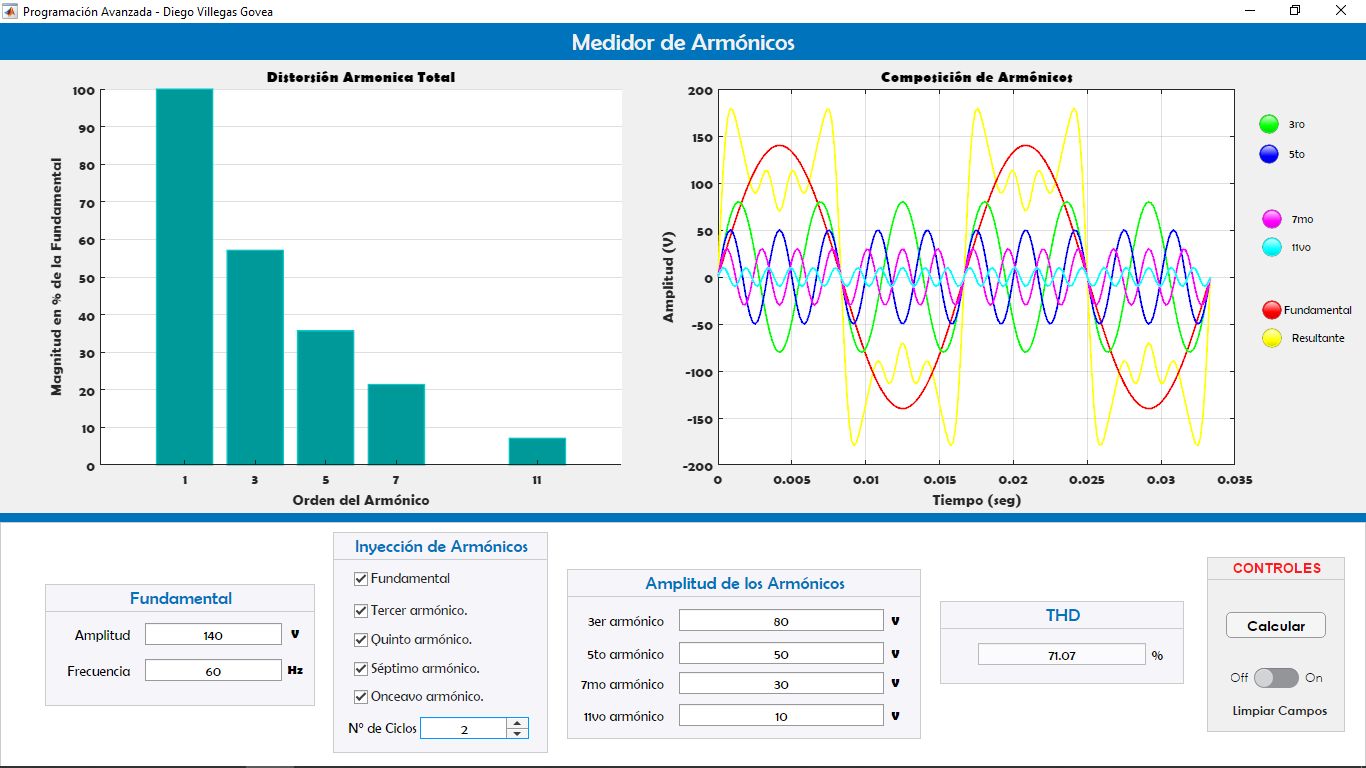 Programación Avanzada - Diego Villegas Govea
Medidor de Armónicos
Distorsión Armonica Total
Magnitud en % de la Fundamental
100
90
80
70
60
50
40
30
20
10
0
1 3 5 7 11
Orden del Armónico
Composición de Armónicos
Amplitud (V)
200
150
100
50
0
-50
-100
-150
-200
0 0.005 0.01 0.015 0.02 0.025 0.03 0.035
Tiempo (seg)
3ro
5to
7mo
11vo
Fundamental
Resultante
Fundamental
Amplitud 140 V
Frecuencia 60 Hz
Inyección de Armónicos
Fundamental
Tercer armónico.
Quinto armónico.
Séptimo armónico.
Onceavo armónico.
Nº de Ciclos 2
Amplitud de los Armónicos
3er armónico 80 V
5to armónico 50 V
7mo armónico 30 V
11vo armónico 10 V
THD
71.07 %
CONTROLES
Calcular
Off On
Limpiar Campos